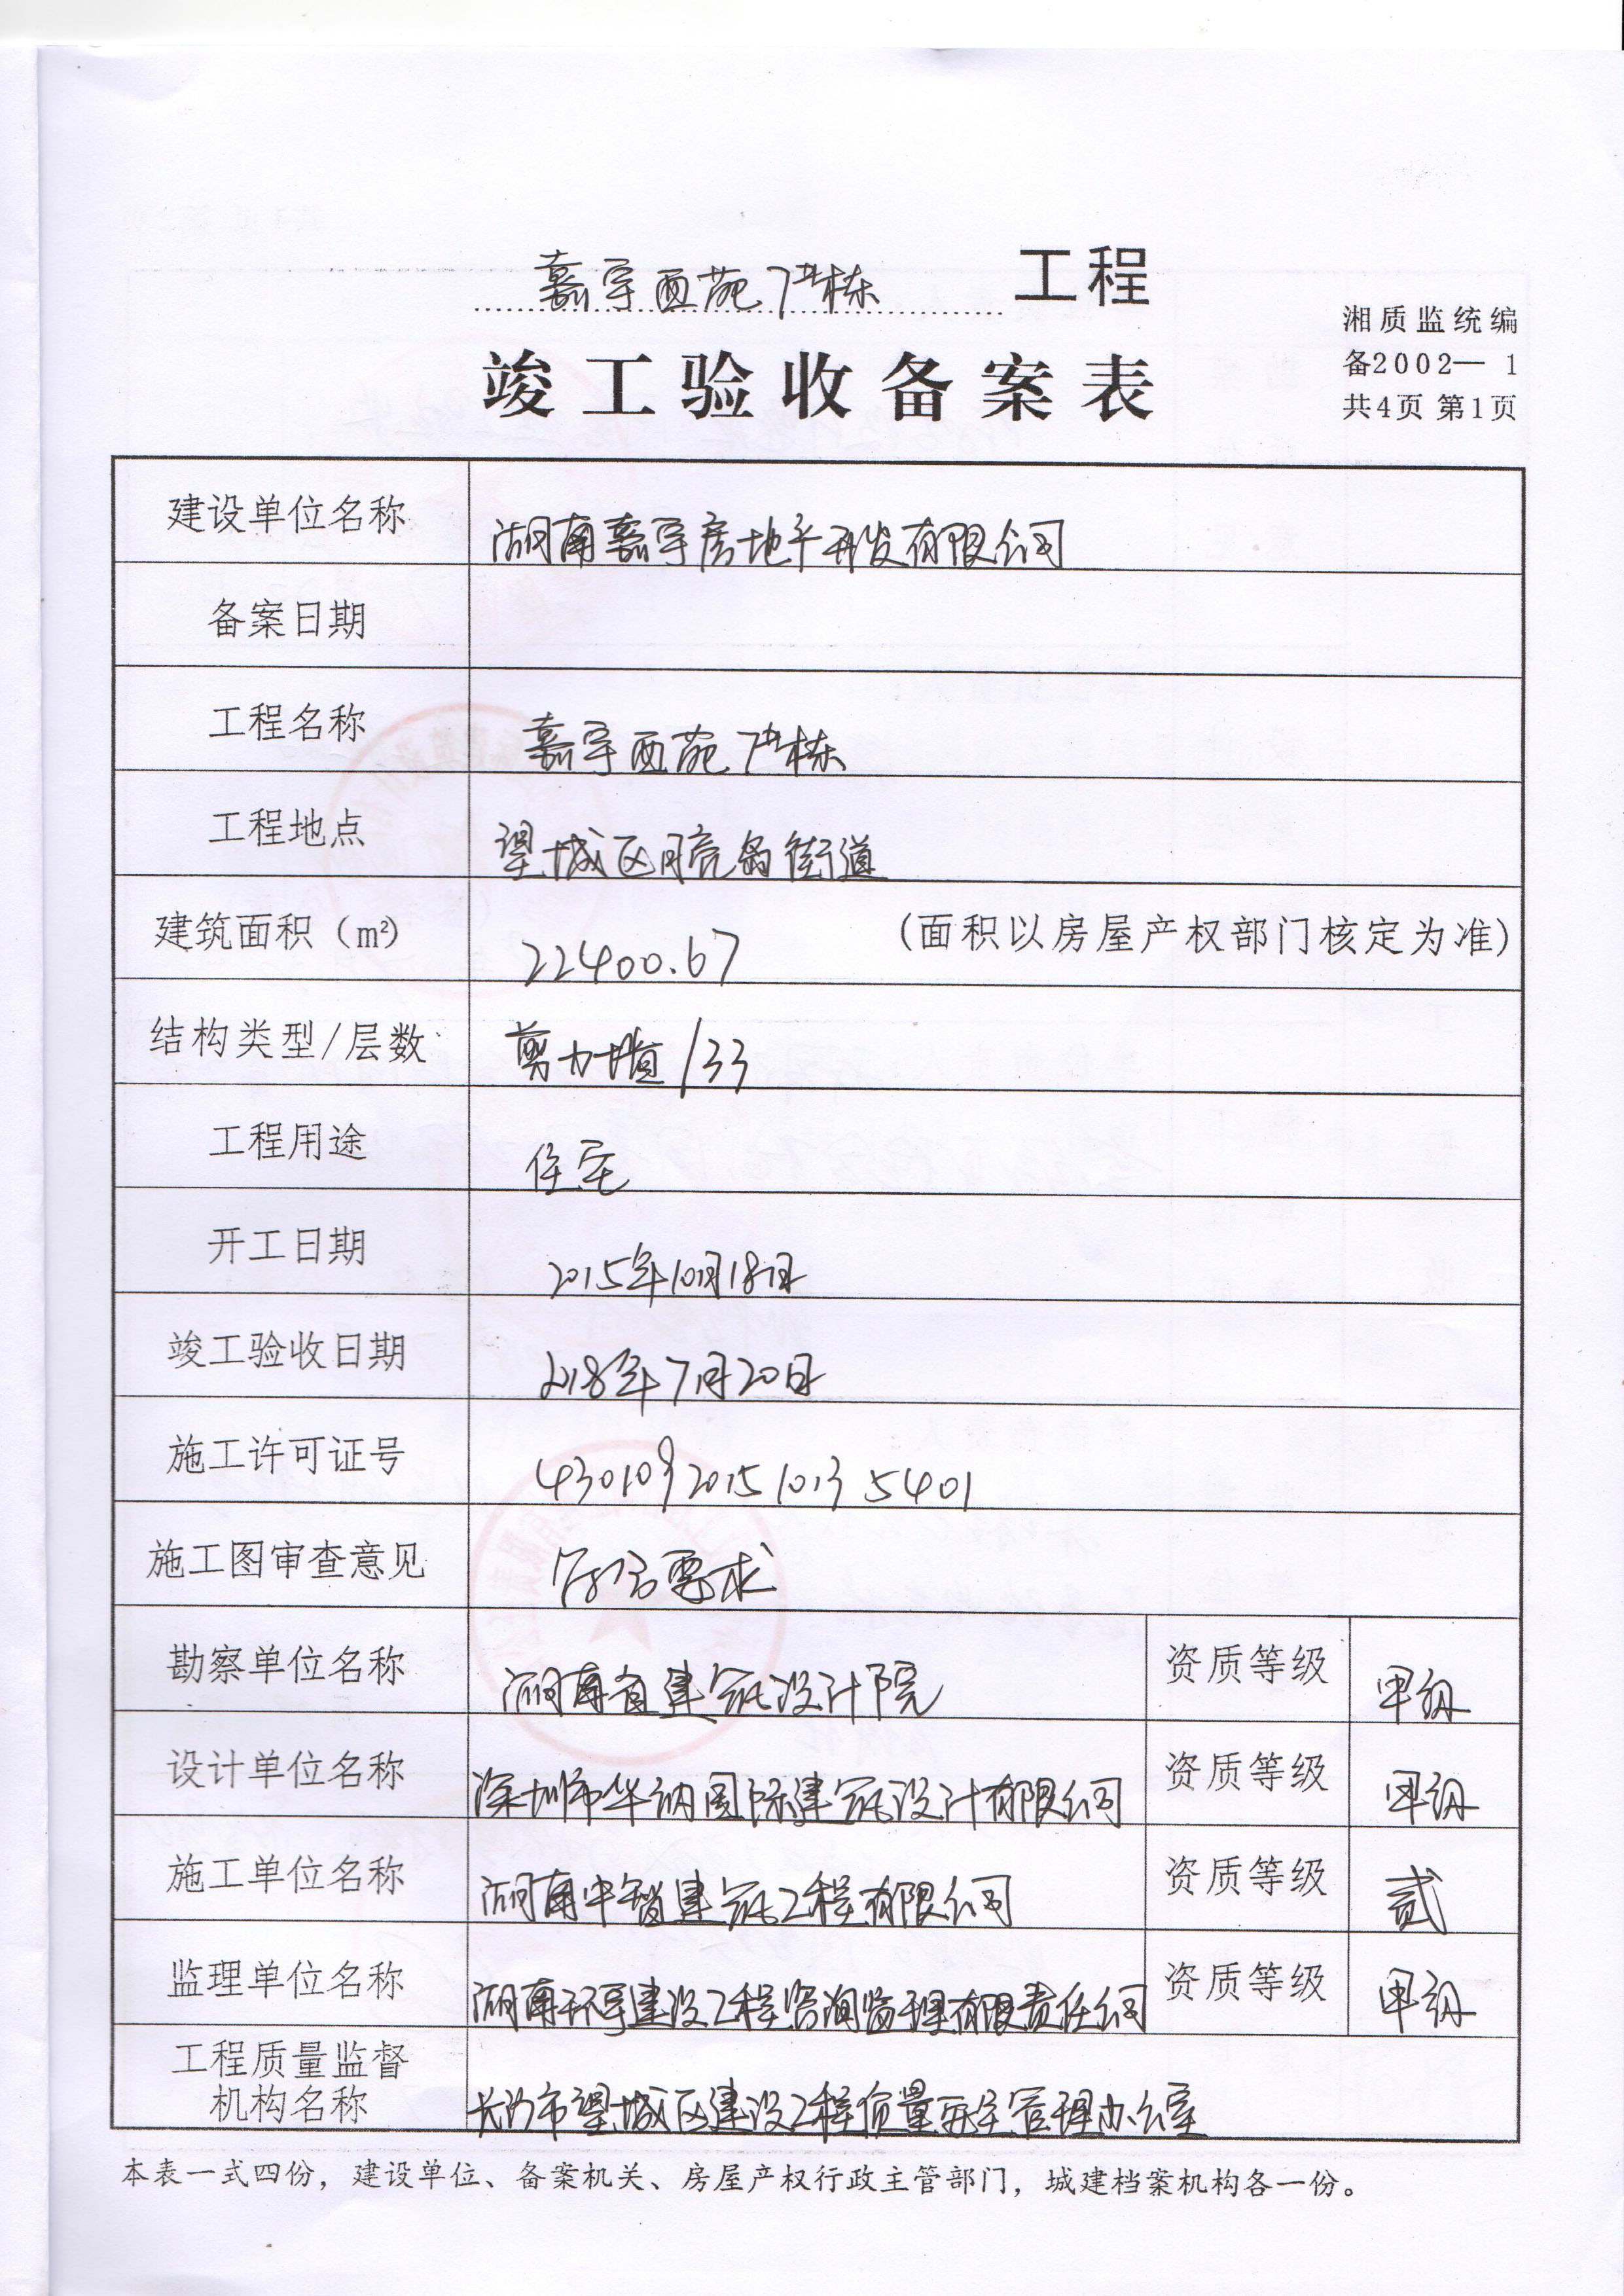 嘉宇西苑7#栋 工程
竣工验收备案表
湘质监统编
备2002—1
共4页 第1页
建设单位名称 湖南嘉宇房地产开发有限公司
备案日期
工程名称 嘉宇西苑7#栋
工程地点 望城区月亮岛街道
建筑面积（m²） 22400.67 (面积以房屋产权部门核定为准)
结构类型/层数 剪力墙/33
工程用途 住宅
开工日期 2015年10月18日
竣工验收日期 2018年7月20日
施工许可证号 430109201510135401
施工图审查意见 符合要求
勘察单位名称 湖南省建筑设计院 资质等级 甲级
设计单位名称 深圳市华纳国际建筑设计有限公司 资质等级 甲级
施工单位名称 湖南中智建筑工程有限公司 资质等级 贰
监理单位名称 湖南环宇建设工程咨询监理有限责任公司 资质等级 甲级
工程质量监督
机构名称 长沙市望城区建设工程质量安全管理办公室
本表一式四份，建设单位、备案机关、房屋产权行政主管部门，城建档案机构各一份。